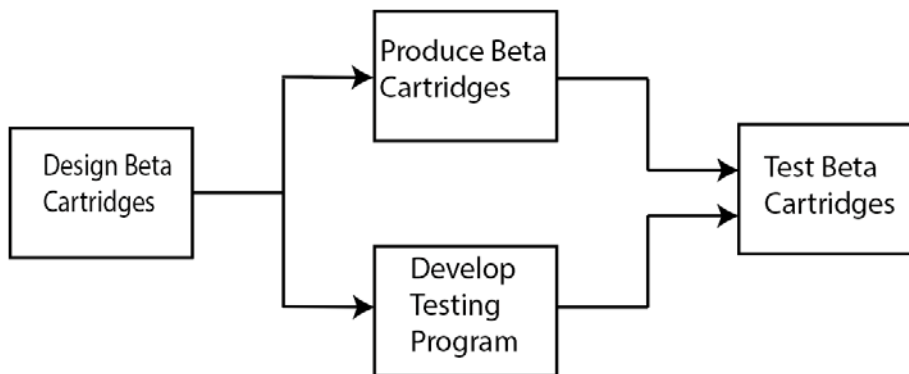 Design Beta
Cartridges
Produce Beta
Cartridges
Develop
Testing
Program
Test Beta
Cartridges